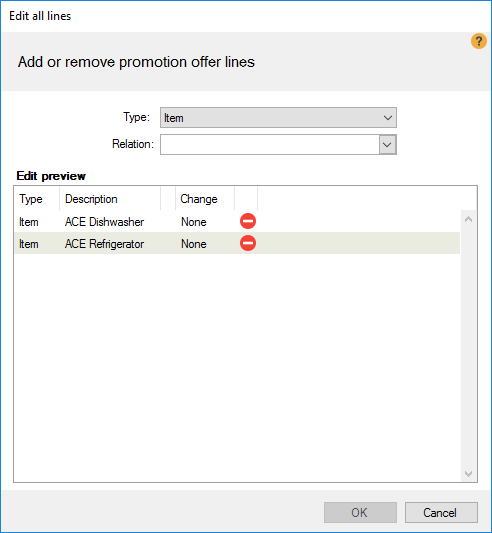 Edit all lines
?
Add or remove promotion offer lines
Type: Item
Relation:
Edit preview
Type Description Change
Item ACE Dishwasher None
Item ACE Refrigerator None
OK Cancel